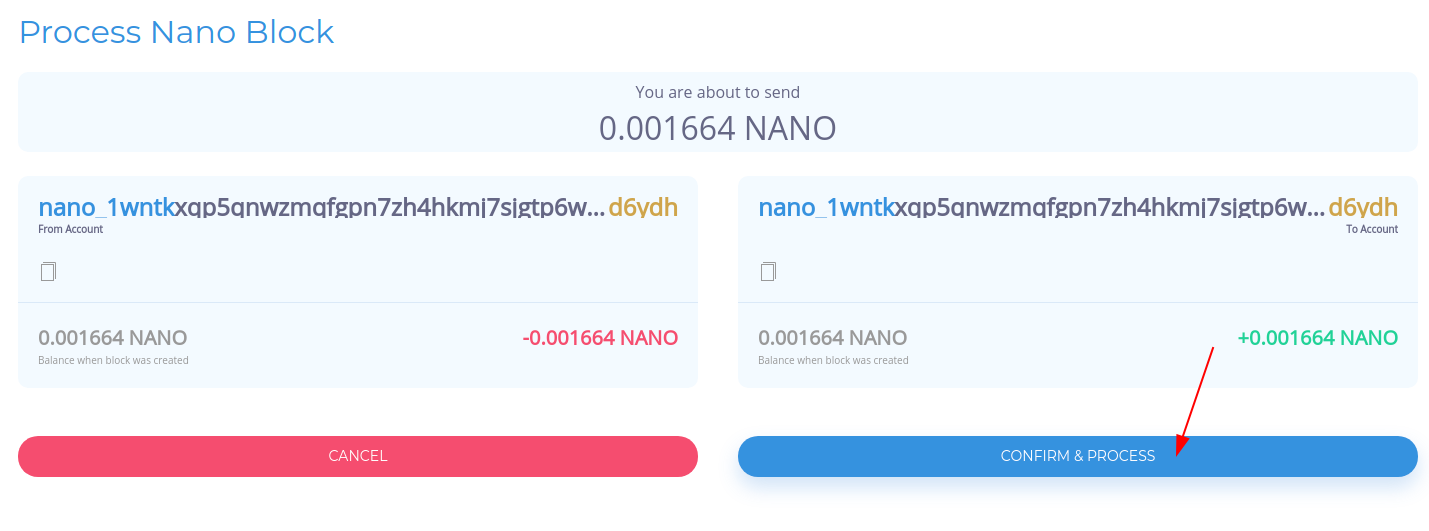 Process Nano Block
You are about to send
0.001664 NANO
nano_1wntkxqp5qnwzmqfgpn7zh4hkmj7sjgtp6w... d6ydh
From Account
nano_1wntkxqp5qnwzmqfgpn7zh4hkmj7sjgtp6w... d6ydh
To Account
0.001664 NANO
-0.001664 NANO
Balance when block was created
0.001664 NANO
+0.001664 NANO
Balance when block was created
CANCEL
CONFIRM & PROCESS